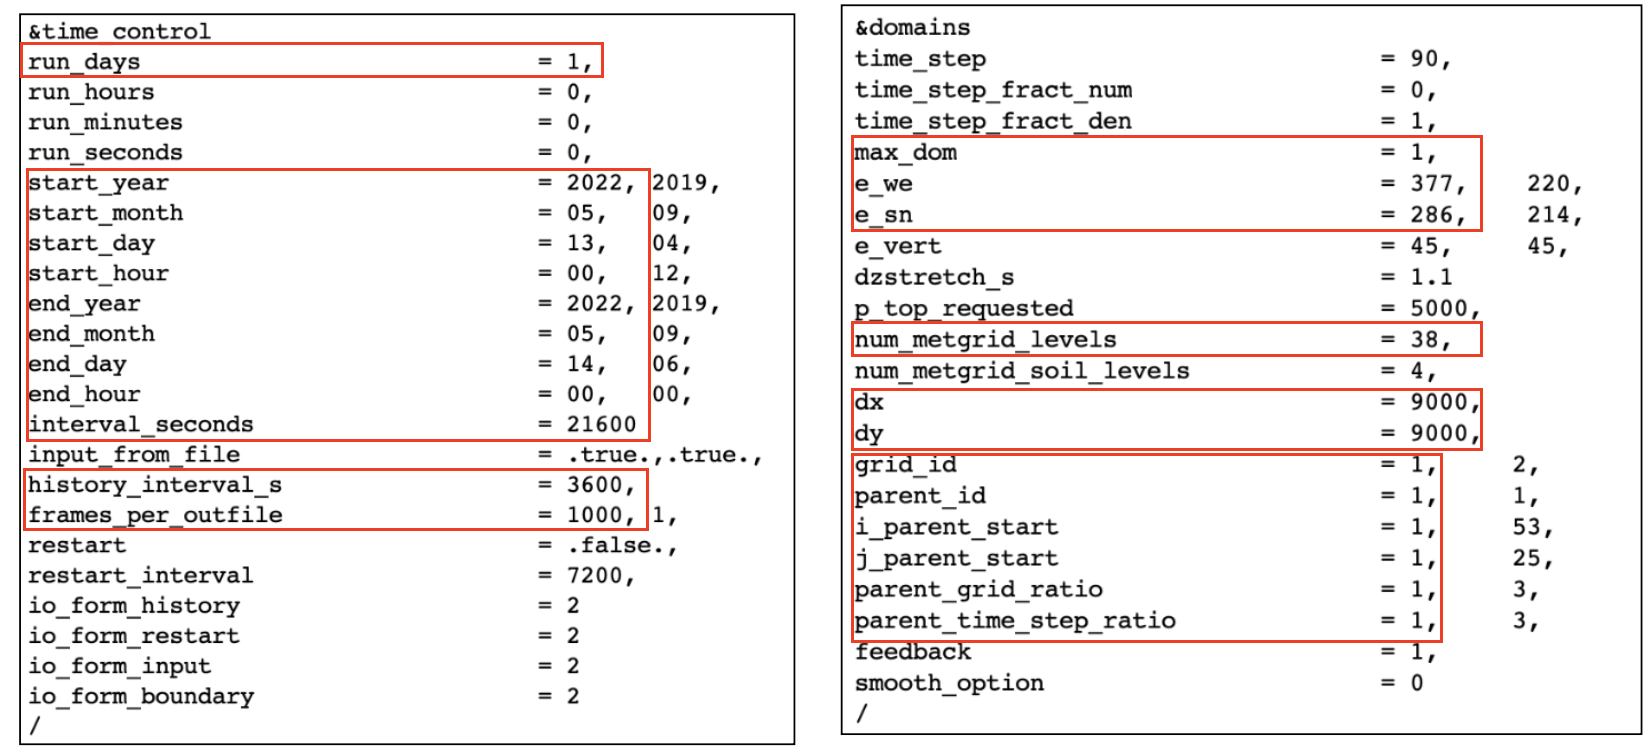 &time control
run_days = 1,
run_hours = 0,
run_minutes = 0,
run_seconds = 0,
start_year = 2022, 2019,
start_month = 05, 09,
start_day = 13, 04,
start_hour = 00, 12,
end_year = 2022, 2019,
end_month = 05, 09,
end_day = 14, 06,
end_hour = 00, 00,
interval_seconds = 21600
input_from_file = .true.,.true.,
history_interval_s = 3600,
frames_per_outfile = 1000, 1,
restart = .false.,
restart_interval = 7200,
io_form_history = 2
io_form_restart = 2
io_form_input = 2
io_form_boundary = 2
/
&domains
time_step = 90,
time_step_fract_num = 0,
time_step_fract_den = 1,
max_dom = 1,
e_we = 377, 220,
e_sn = 286, 214,
e_vert = 45, 45,
dzstretch_s = 1.1
p_top_requested = 5000,
num_metgrid_levels = 38,
num_metgrid_soil_levels = 4,
dx = 9000,
dy = 9000,
grid_id = 1, 2,
parent_id = 1, 1,
i_parent_start = 1, 53,
j_parent_start = 1, 25,
parent_grid_ratio = 1, 3,
parent_time_step_ratio = 1, 3,
feedback = 1,
smooth_option = 0
/